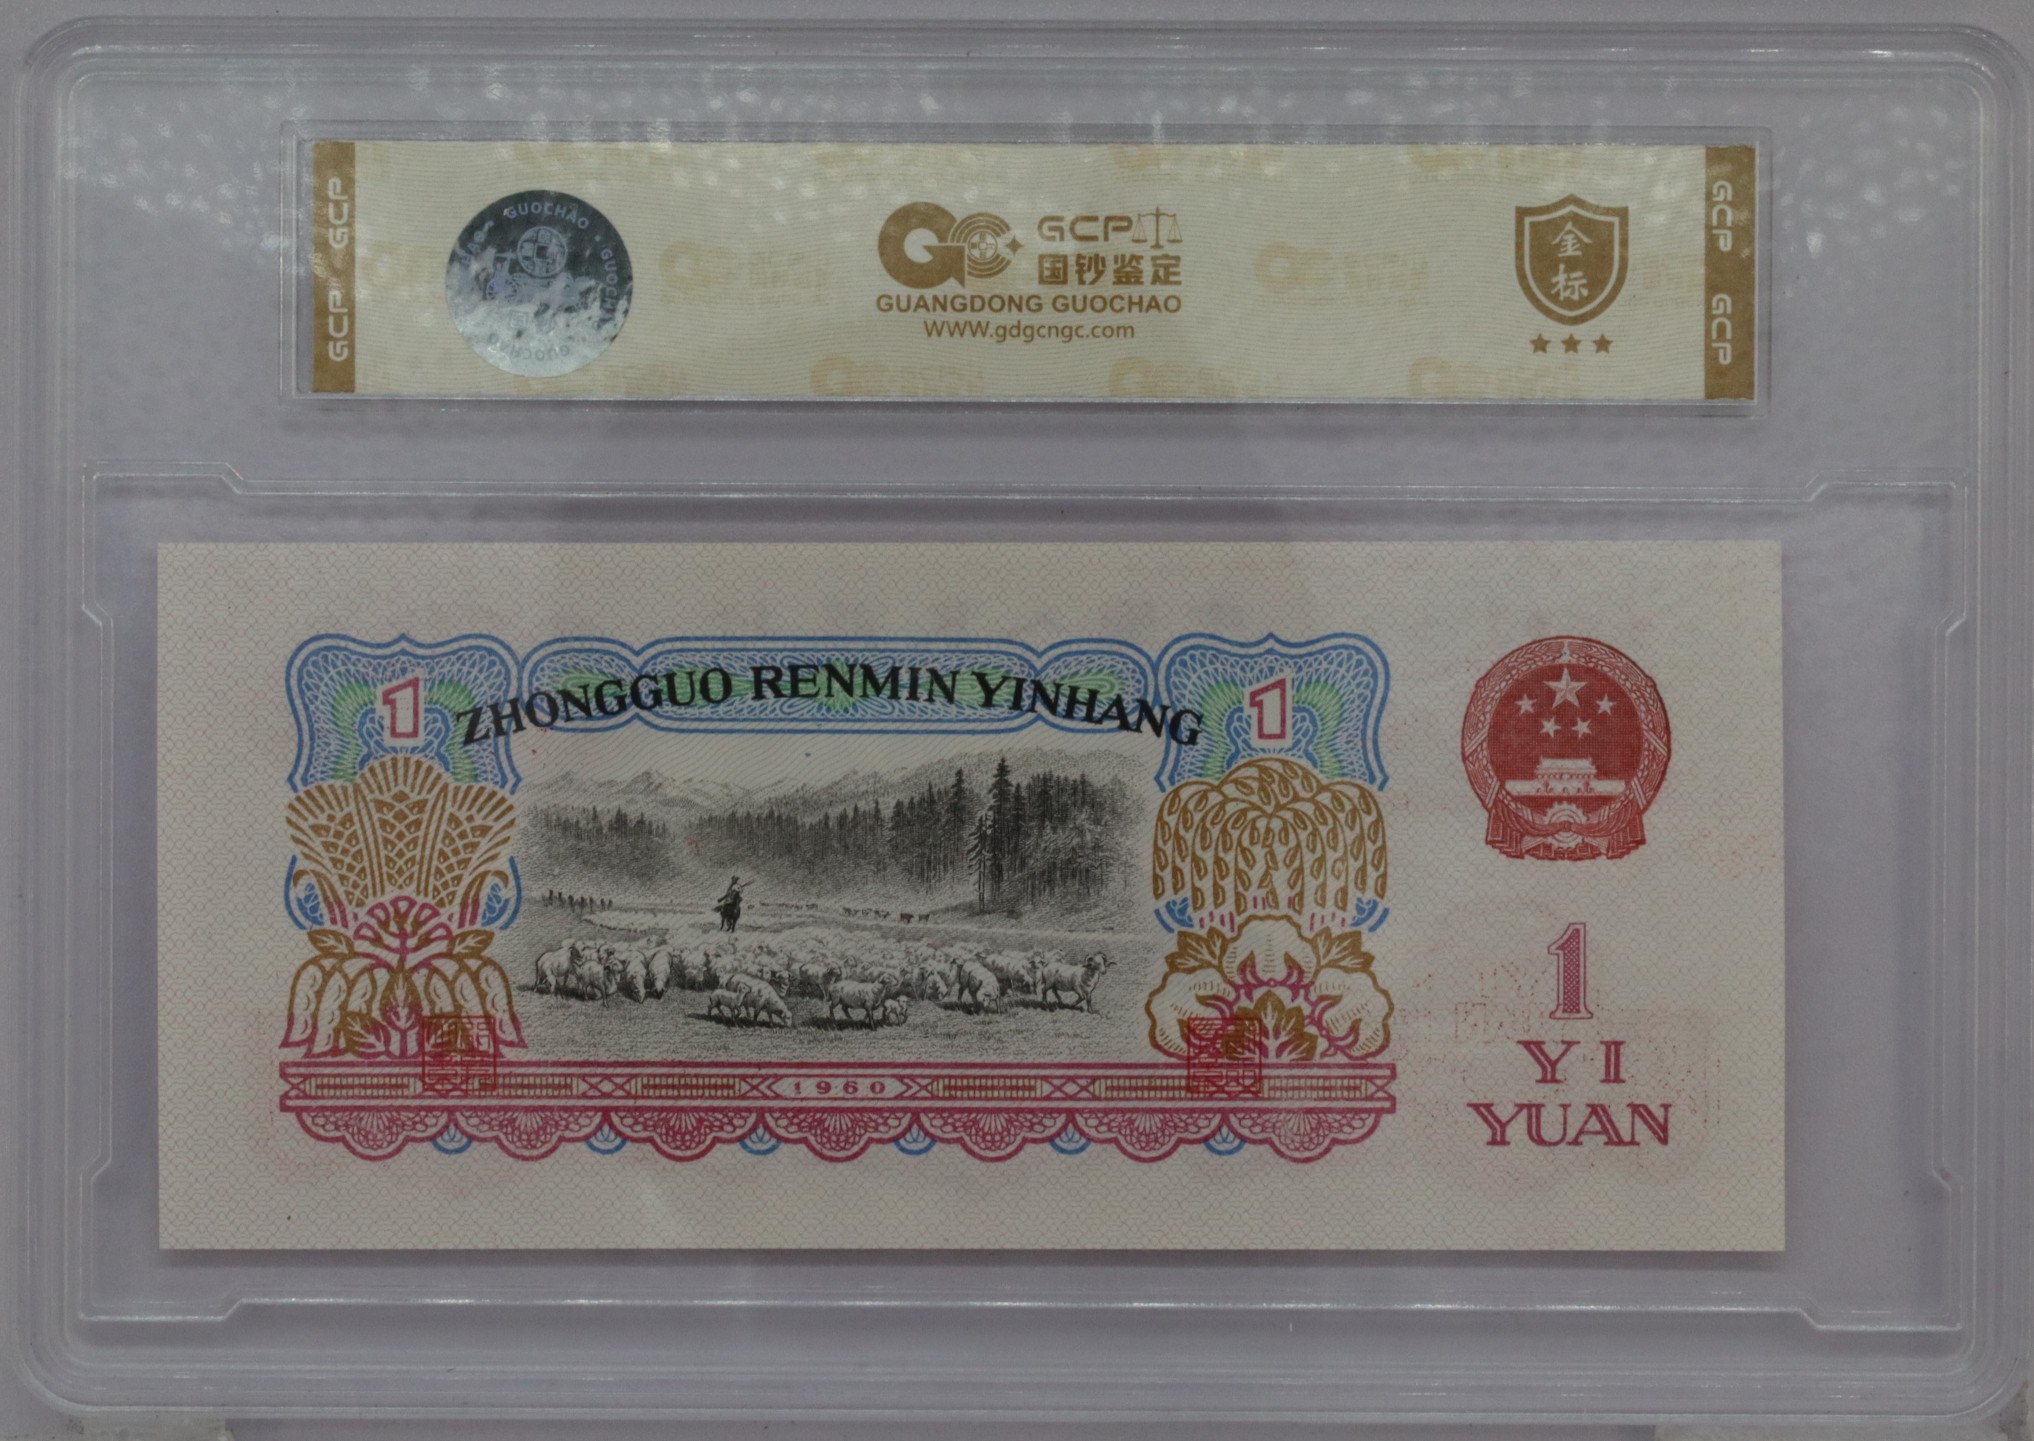 GCP GCP
GUOCHAO
GCP
国钞鉴定
GUANGDONG GUOCHAO
WWW.gdgcngc.com
金标
GCP GCP
ZHONGGUO RENMIN YINHANG
1
1
1
YI
YUAN
1960